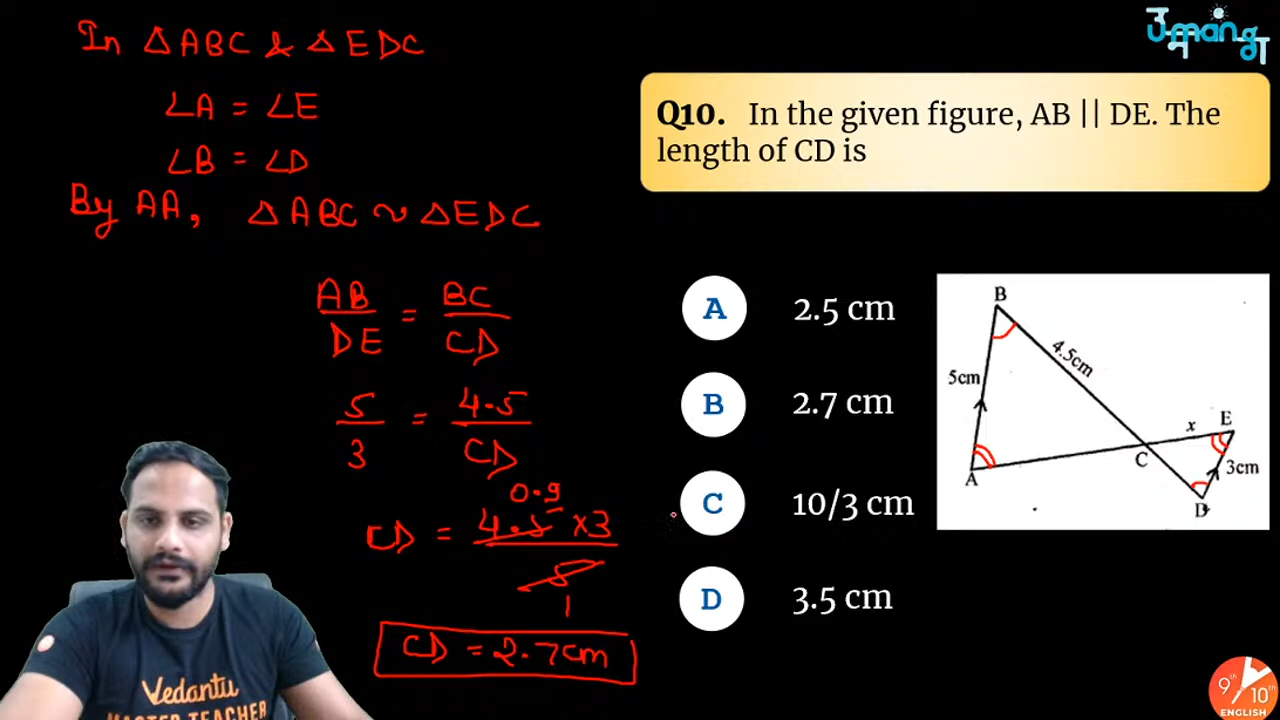 In △ABC & △EDC
∠A = ∠E
∠B = ∠D
By AA, △ABC ~ △EDC
AB/DE = BC/CD
5/3 = 4.5/CD
0.9
CD = 4.5 × 3 / 5
1
CD = 2.7cm
उमंग
Umang
Q10. In the given figure, AB || DE. The
length of CD is
A 2.5 cm
B 2.7 cm
C 10/3 cm
D 3.5 cm
B
4.5cm
5cm
x
E
C
3cm
A
D
Vedantu
MASTER TEACHER
9th 10th
ENGLISH